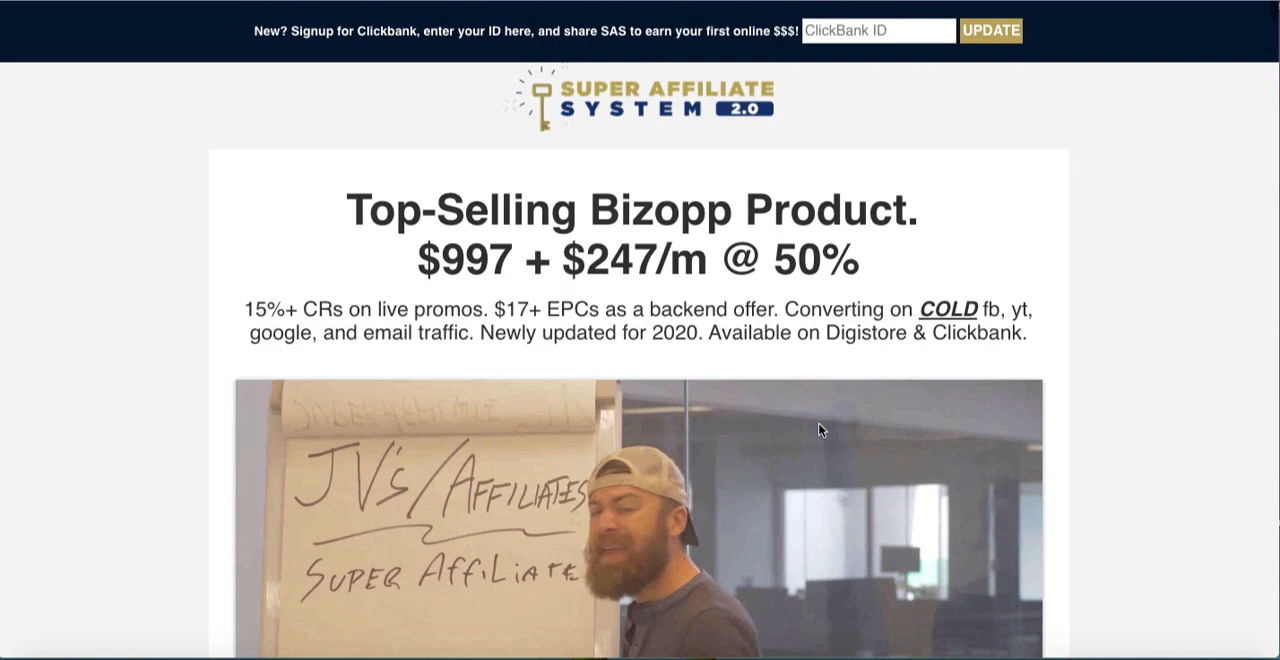 New? Signup for Clickbank, enter your ID here, and share SAS to earn your first online $$$! ClickBank ID UPDATE
SUPER AFFILIATE
SYSTEM 2.0
Top-Selling Bizopp Product.
$997 + $247/m @ 50%
15%+ CRs on live promos. $17+ EPCs as a backend offer. Converting on COLD fb, yt,
google, and email traffic. Newly updated for 2020. Available on Digistore & Clickbank.
JV's/AFFILIATES
SUPER AFFiLiATE